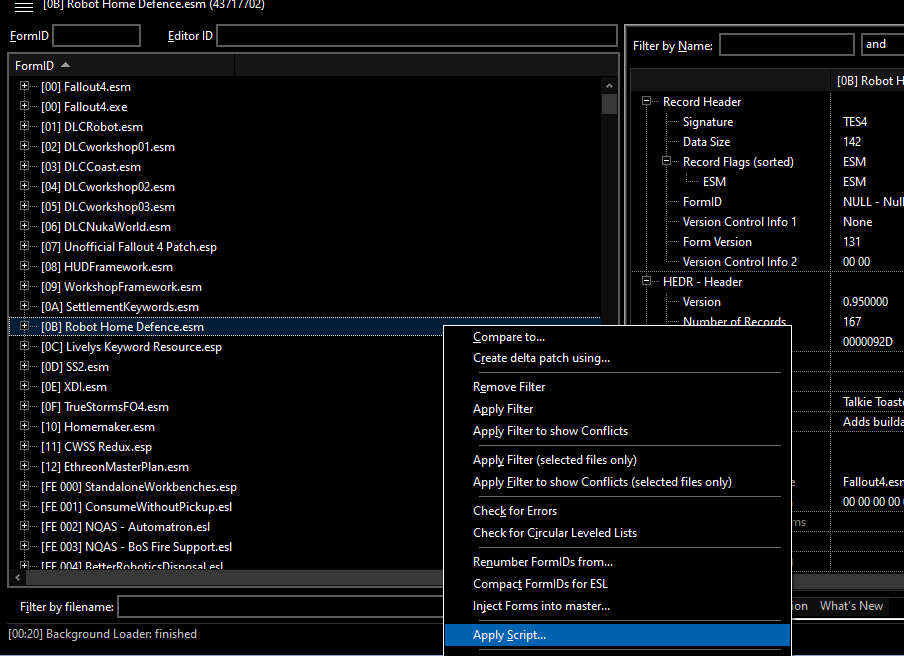 [0B] Robot Home Defence.esm (43717702)
FormID
Editor ID
FormID
[00] Fallout4.esm
[00] Fallout4.exe
[01] DLCRobot.esm
[02] DLCworkshop01.esm
[03] DLCCoast.esm
[04] DLCworkshop02.esm
[05] DLCworkshop03.esm
[06] DLCNukaWorld.esm
[07] Unofficial Fallout 4 Patch.esp
[08] HUDFramework.esm
[09] WorkshopFramework.esm
[0A] SettlementKeywords.esm
[0B] Robot Home Defence.esm
[0C] Livelys Keyword Resource.esp
[0D] SS2.esm
[0E] XDI.esm
[0F] TrueStormsFO4.esm
[10] Homemaker.esm
[11] CWSS Redux.esp
[12] EthreonMasterPlan.esm
[FE 000] StandaloneWorkbenches.esp
[FE 001] ConsumeWithoutPickup.esl
[FE 002] NQAS - Automatron.esl
[FE 003] NQAS - BoS Fire Support.esl
[FE 004] BetterRoboticsDisposal.esl
Filter by filename:
[00:20] Background Loader: finished
Compare to...
Create delta patch using...
Remove Filter
Apply Filter
Apply Filter to show Conflicts
Apply Filter (selected files only)
Apply Filter to show Conflicts (selected files only)
Check for Errors
Check for Circular Leveled Lists
Renumber FormIDs from...
Compact FormIDs for ESL
Inject Forms into master...
Apply Script...
Filter by Name:
and
[0B] Robot H
Record Header
Signature TES4
Data Size 142
Record Flags (sorted) ESM
ESM ESM
FormID NULL - Null
Version Control Info 1 None
Form Version 131
Version Control Info 2 00 00
HEDR - Header
Version 0.950000
Number of Records 167
0000092D
Talkie Toaste
Adds builda
e Fallout4.esm
00 00 00 00
ms
ion What's New